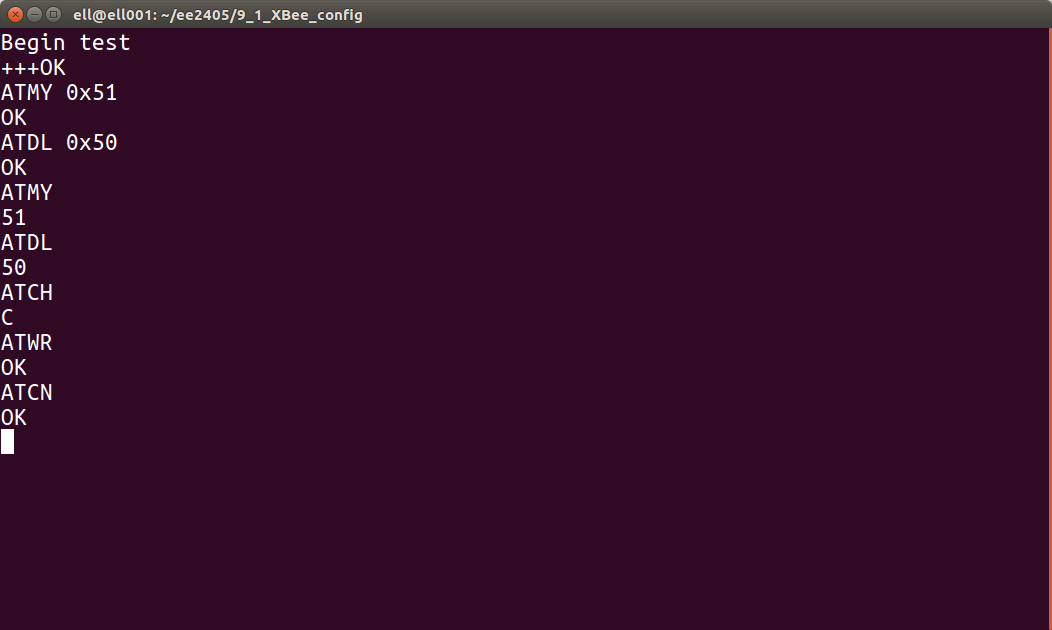 ell@ell001: ~/ee2405/9_1_XBee_config
Begin test
+++OK
ATMY 0x51
OK
ATDL 0x50
OK
ATMY
51
ATDL
50
ATCH
C
ATWR
OK
ATCN
OK